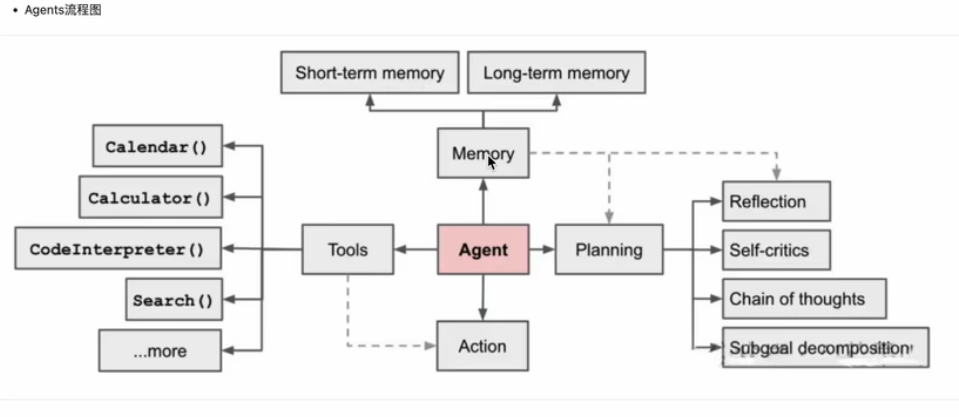 • Agents流程图
Short-term memory
Long-term memory
Calendar()
Memory
Calculator()
Reflection
CodeInterpreter()
Tools
Agent
Planning
Self-critics
Search()
Chain of thoughts
...more
Action
Subgoal decomposition